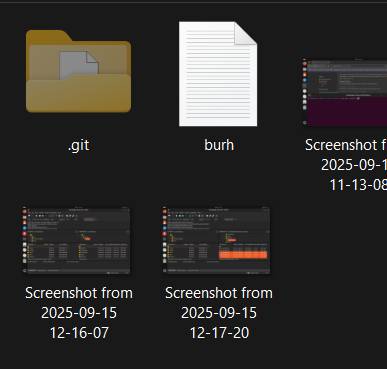 .git
burh
Screenshot f
2025-09-1
11-13-08
Screenshot from
2025-09-15
12-16-07
Screenshot from
2025-09-15
12-17-20